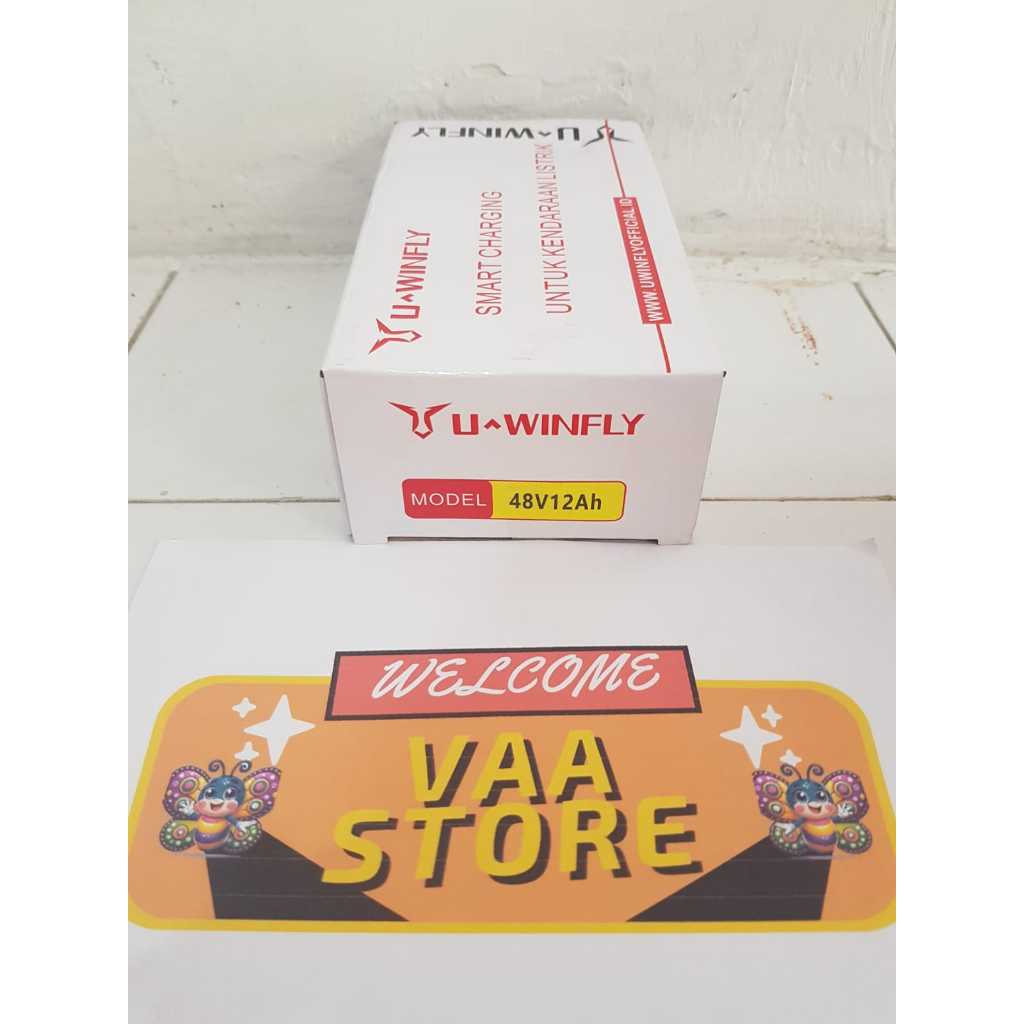 U^WINFLY
U^WINFLY
SMART CHARGING
UNTUK KENDARAAN LISTRIK
WWW.UWINFLYOFFICIAL.ID
U^WINFLY
MODEL 48V12Ah
WELCOME
VAA
STORE